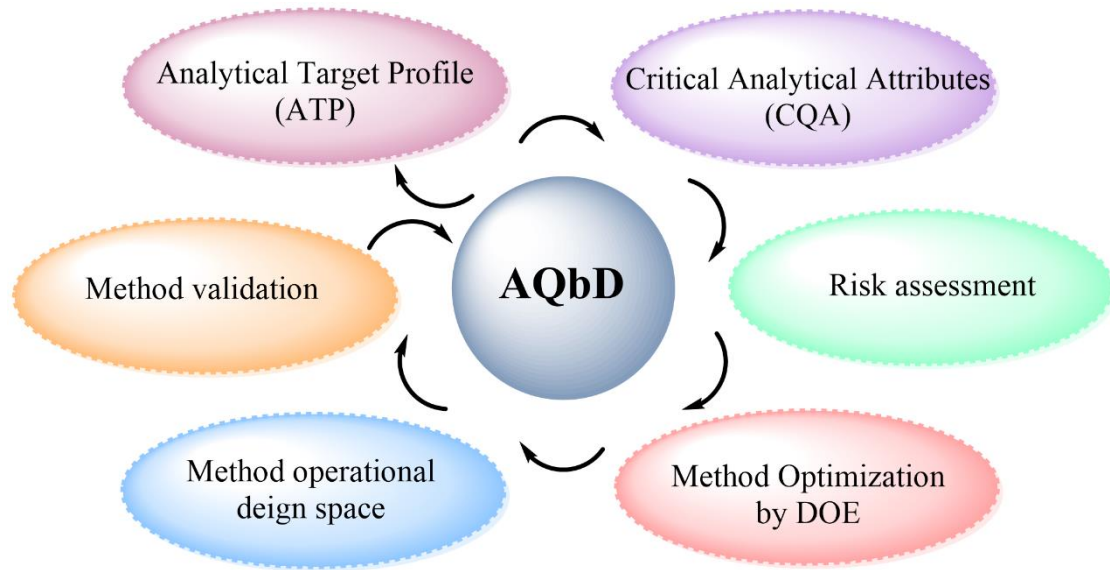 Analytical Target Profile
(ATP)
Critical Analytical Attributes
(CQA)
Risk assessment
Method Optimization
by DOE
Method operational
deign space
Method validation
AQbD